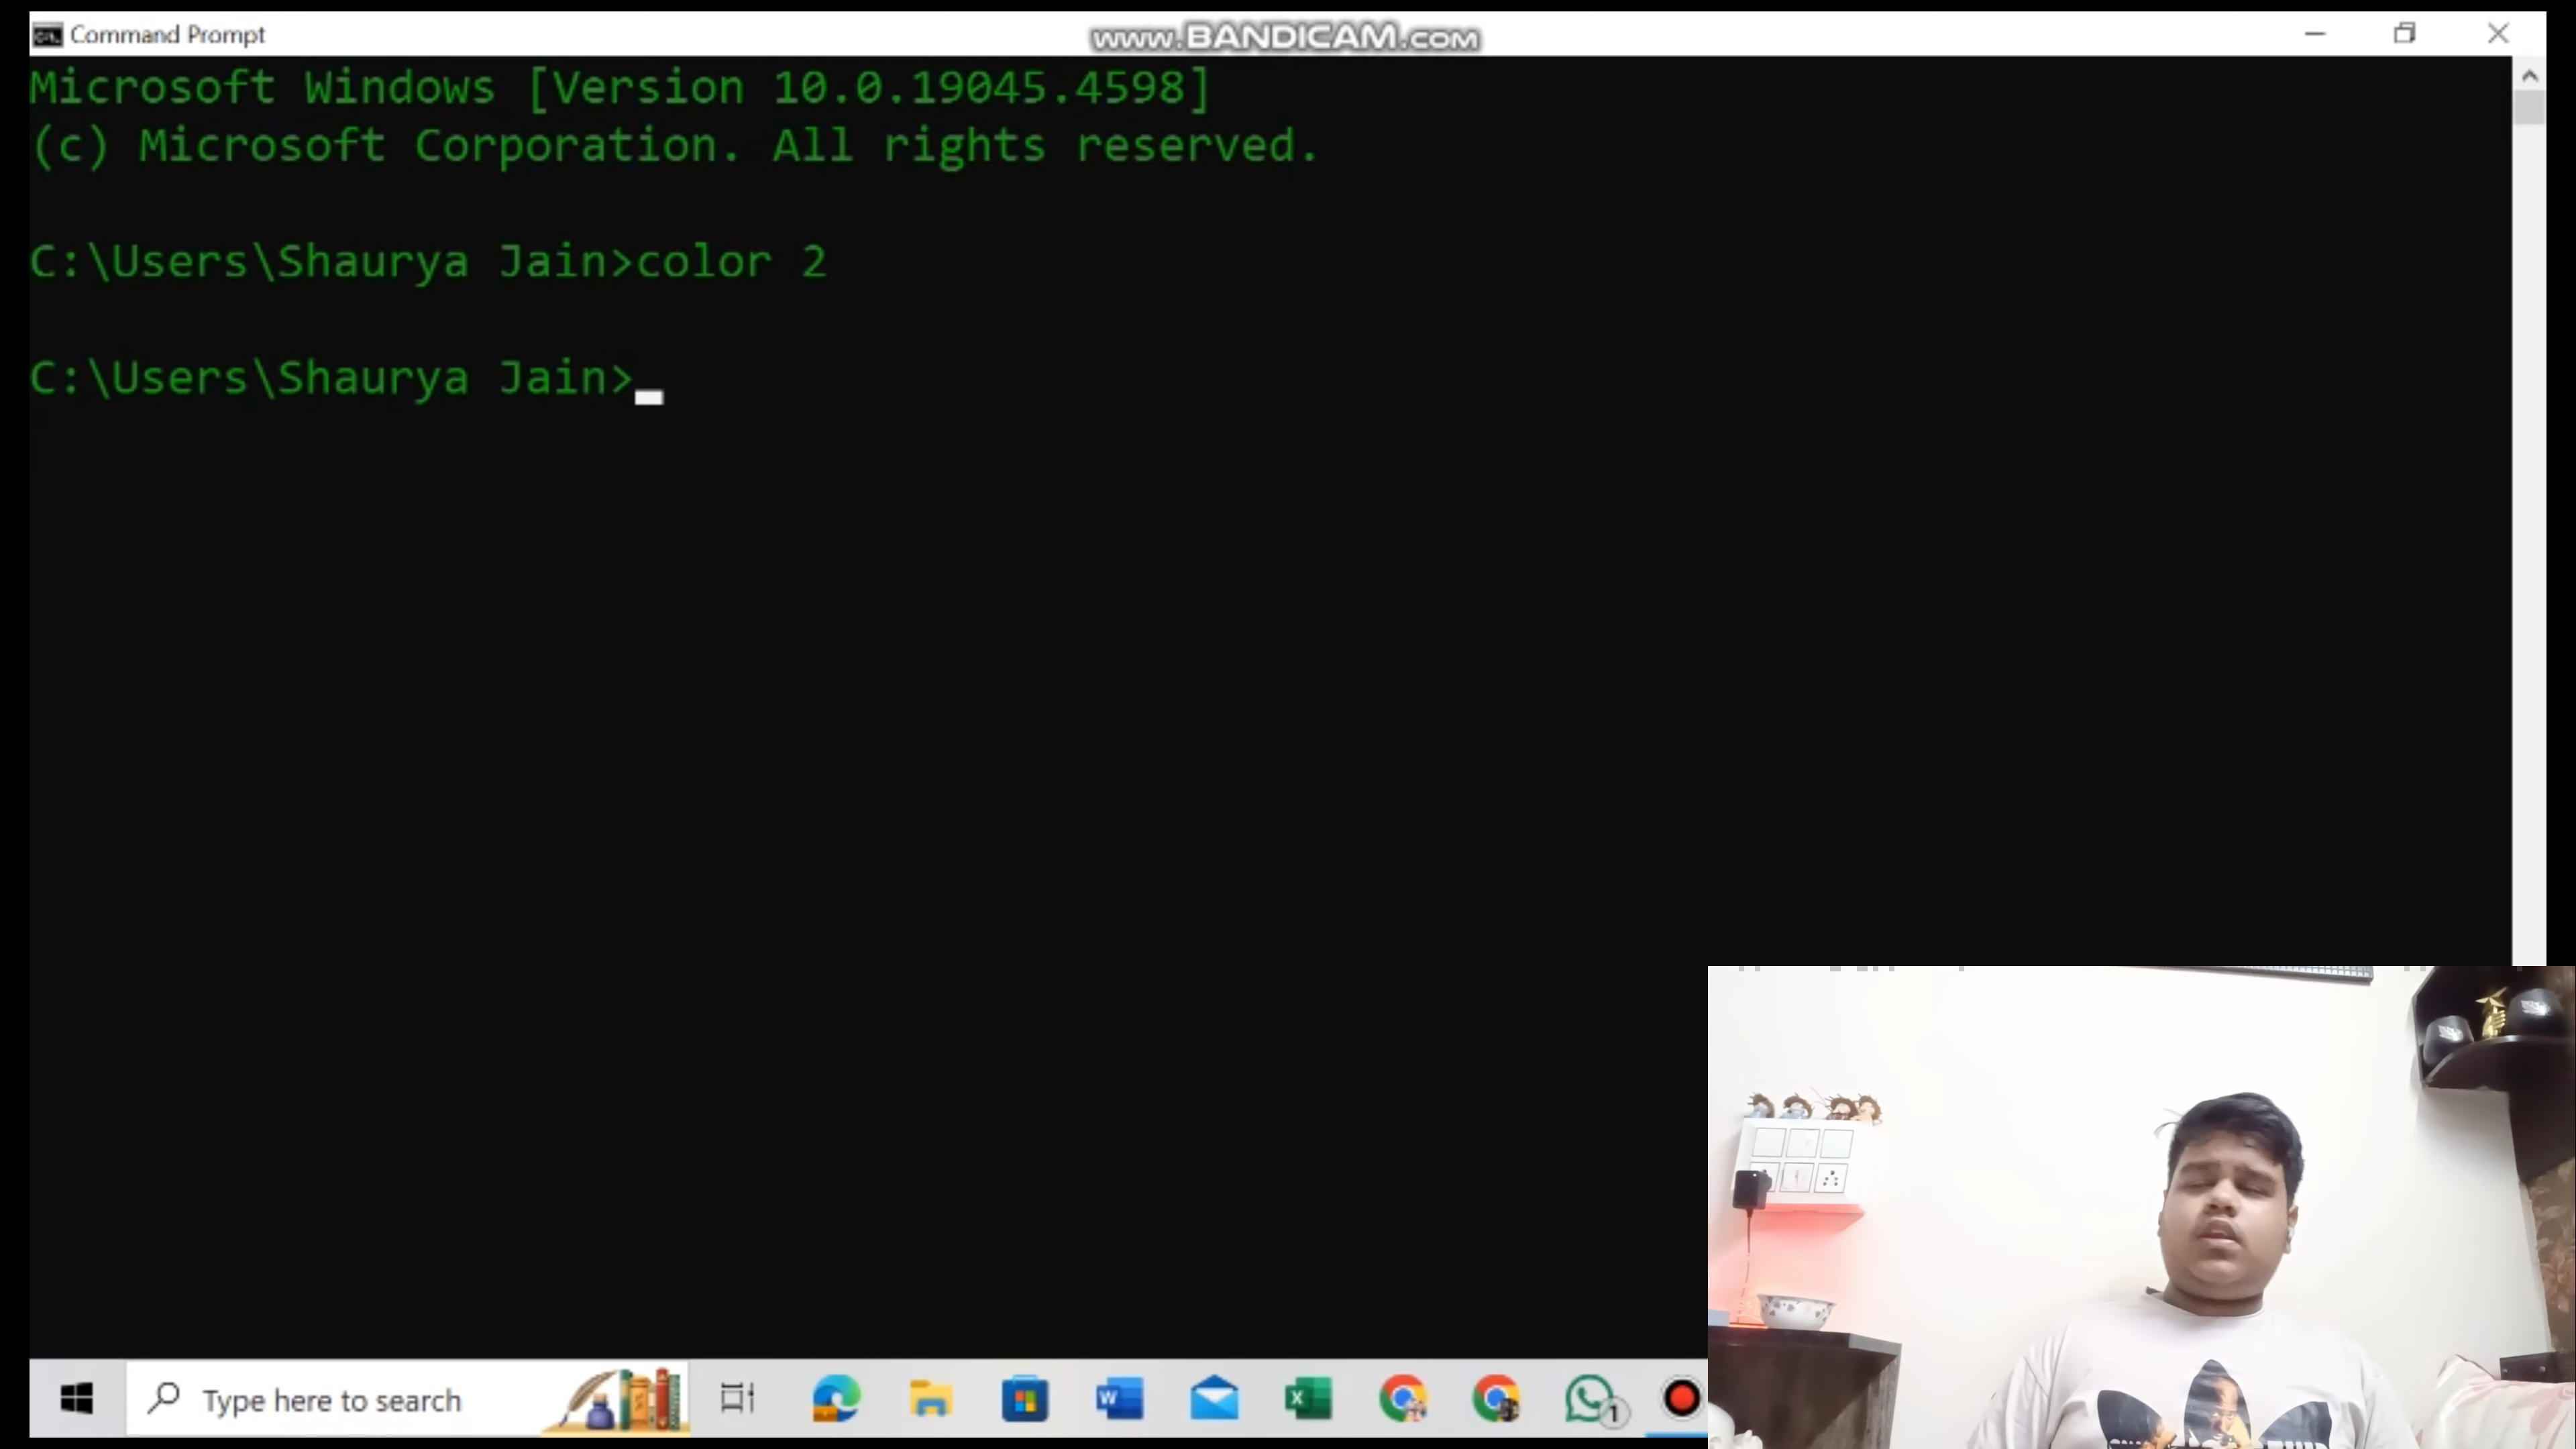 Command Prompt
www.BANDICAM.com
Microsoft Windows [Version 10.0.19045.4598]
(c) Microsoft Corporation. All rights reserved.
C:\Users\Shaurya Jain>color 2
C:\Users\Shaurya Jain>
Type here to search
W
X
1